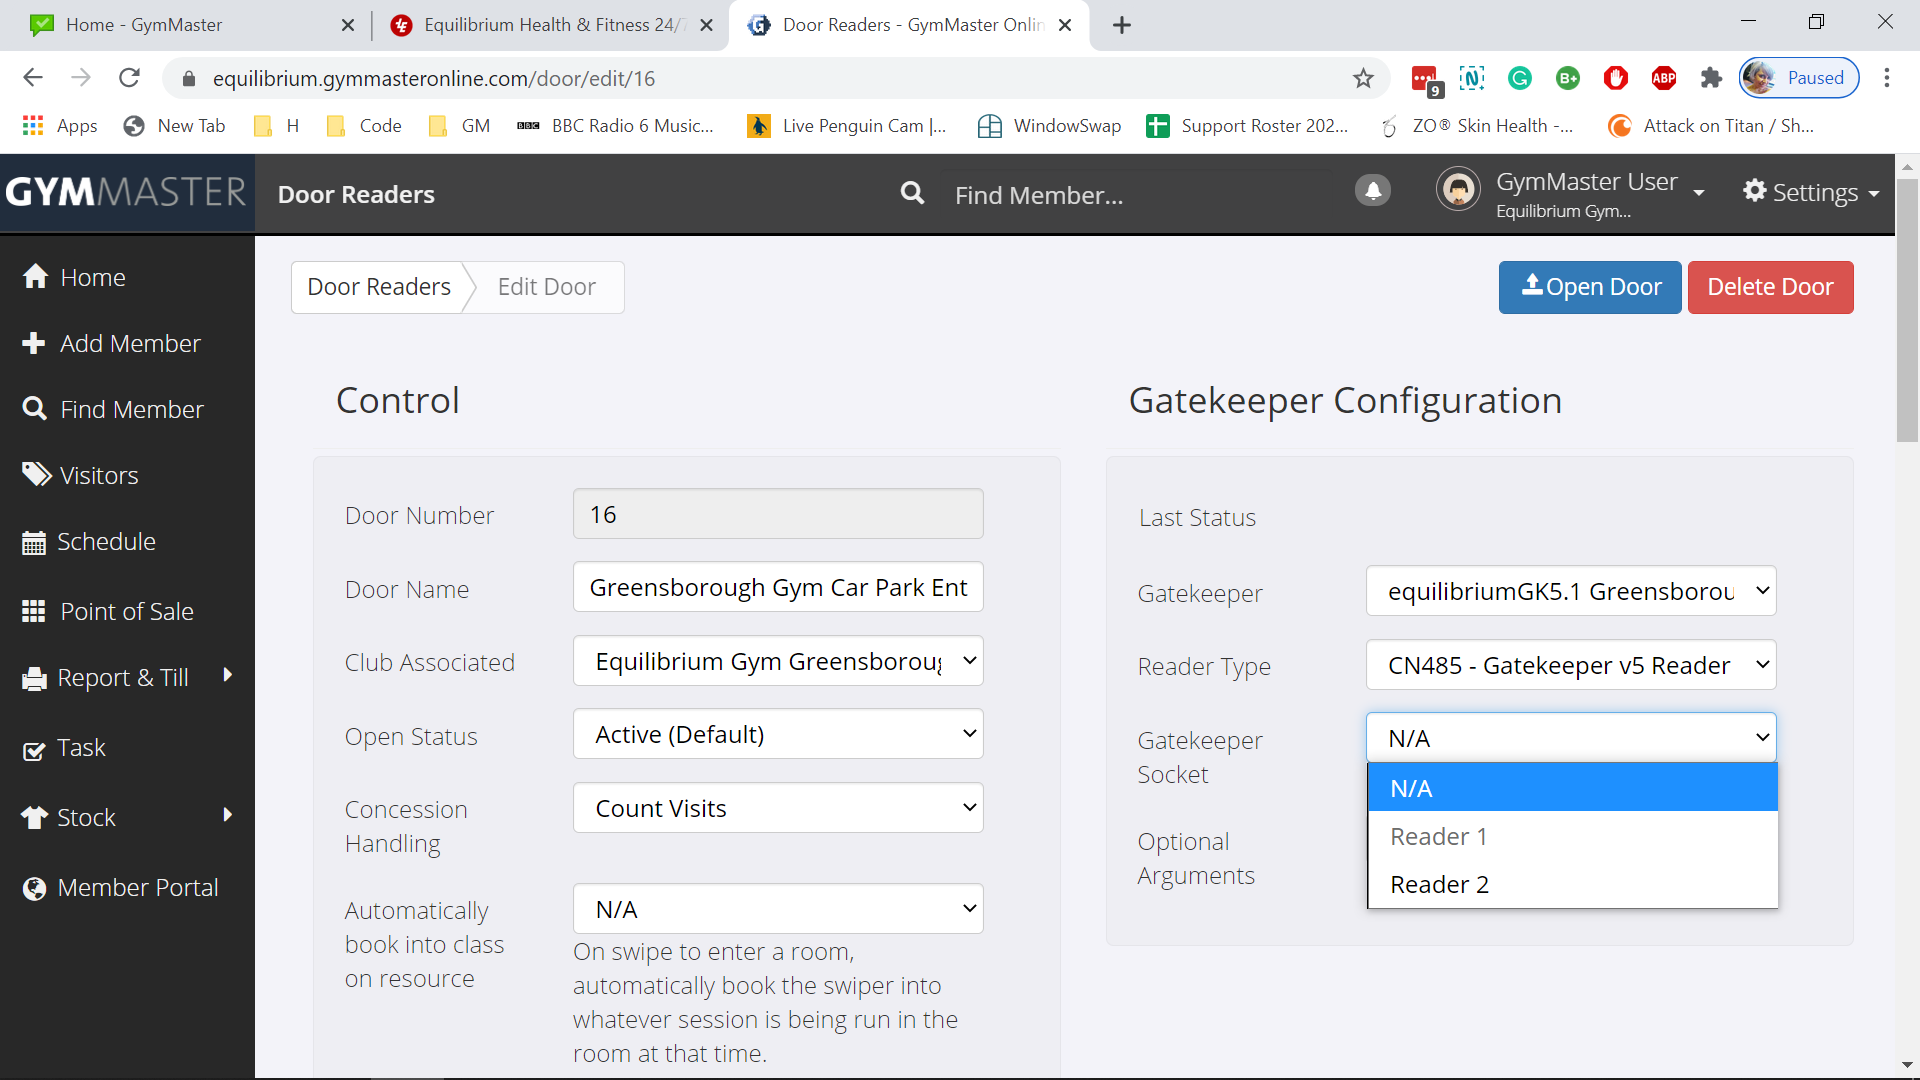 Home - GymMaster
Equilibrium Health & Fitness 24/7
Door Readers - GymMaster Onlin
equilibrium.gymmasteronline.com/door/edit/16
9
ABP
B+
Paused
Apps
New Tab
H
Code
GM
BBC
BBC Radio 6 Music...
Live Penguin Cam |...
WindowSwap
Support Roster 202...
ZO® Skin Health -...
Attack on Titan / Sh...
GYMMASTER
Door Readers
Find Member...
GymMaster User
Equilibrium Gym...
Settings
Home
Add Member
Find Member
Visitors
Schedule
Point of Sale
Report & Till
Task
Stock
Member Portal
Door Readers
Edit Door
Open Door
Delete Door
Control
Door Number
16
Door Name
Greensborough Gym Car Park Ent
Club Associated
Equilibrium Gym Greensboroug
Open Status
Active (Default)
Concession
Handling
Count Visits
Automatically
book into class
on resource
N/A
On swipe to enter a room,
automatically book the swiper into
whatever session is being run in the
room at that time.
Gatekeeper Configuration
Last Status
Gatekeeper
equilibriumGK5.1 Greensborou
Reader Type
CN485 - Gatekeeper v5 Reader
Gatekeeper
Socket
N/A
N/A
Reader 1
Reader 2
Optional
Arguments